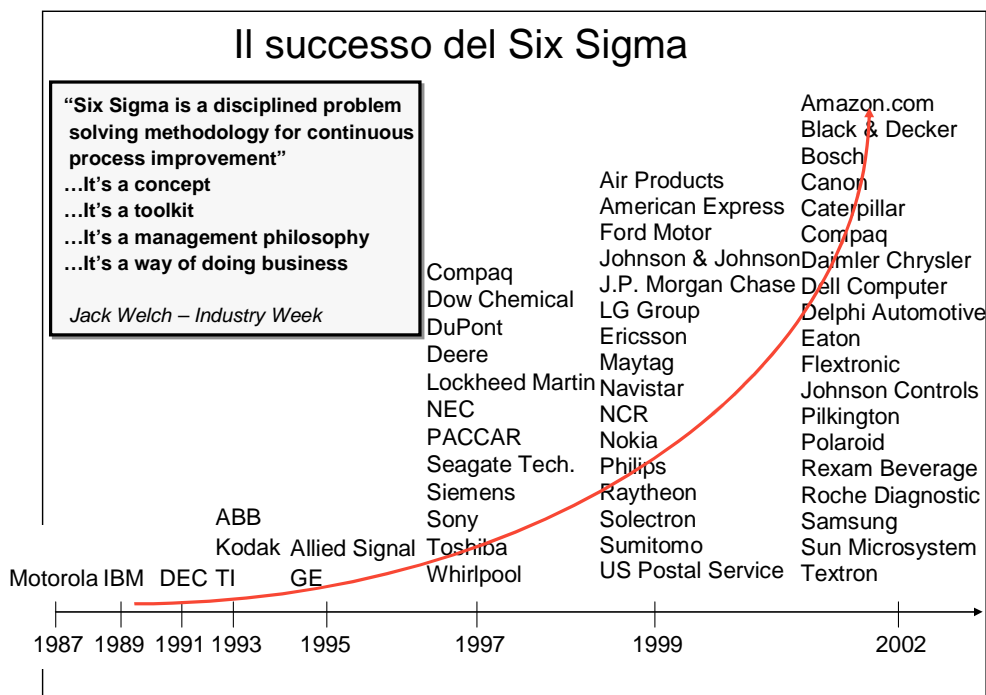 Il successo del Six Sigma
“Six Sigma is a disciplined problem
solving methodology for continuous
process improvement”
…It’s a concept
…It’s a toolkit
…It’s a management philosophy
…It’s a way of doing business
Jack Welch – Industry Week
Motorola
IBM
DEC
ABB
Kodak
TI
Allied Signal
GE
Compaq
Dow Chemical
DuPont
Deere
Lockheed Martin
NEC
PACCAR
Seagate Tech.
Siemens
Sony
Toshiba
Whirlpool
Air Products
American Express
Ford Motor
Johnson & Johnson
J.P. Morgan Chase
LG Group
Ericsson
Maytag
Navistar
NCR
Nokia
Philips
Raytheon
Solectron
Sumitomo
US Postal Service
Amazon.com
Black & Decker
Bosch
Canon
Caterpillar
Compaq
Daimler Chrysler
Dell Computer
Delphi Automotive
Eaton
Flextronic
Johnson Controls
Pilkington
Polaroid
Rexam Beverage
Roche Diagnostic
Samsung
Sun Microsystem
Textron
1987 1989 1991 1993 1995 1997 1999 2002